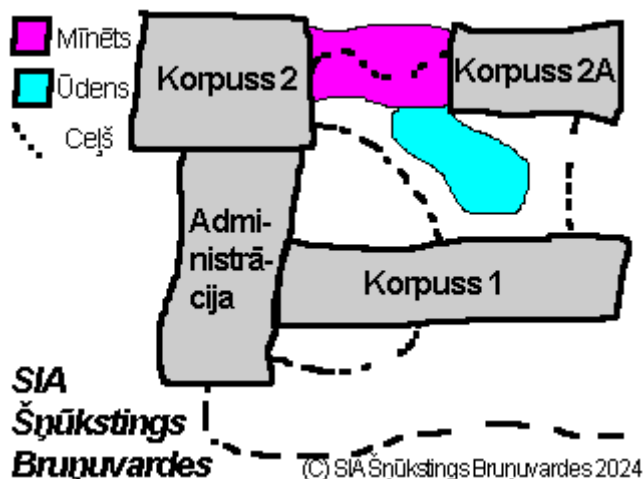 Mīnēts
Ūdens
Ceļš
Korpuss 2
Korpuss 2A
Admi-
nistrā-
cija
Korpuss 1
SIA
Šņūkstings
Bruņuvardes
(C) SIA Šņūkstings Bruņuvardes 2024